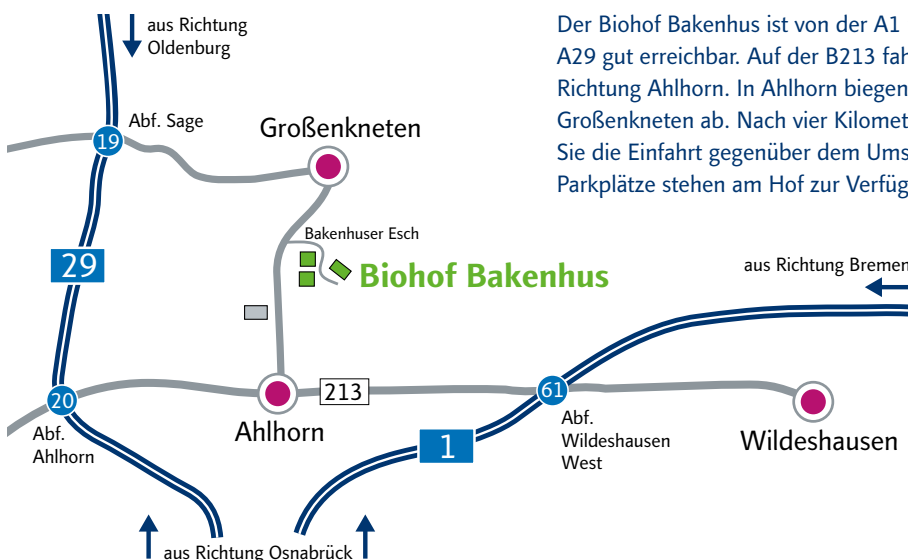 aus Richtung
Oldenburg
Der Biohof Bakenhus ist von der A1
A29 gut erreichbar. Auf der B213 fah
Richtung Ahlhorn. In Ahlhorn biegen
Großenkneten ab. Nach vier Kilomet
Sie die Einfahrt gegenüber dem Ums
Parkplätze stehen am Hof zur Verfüg
19
Abf. Sage
Großenkneten
Bakenhuser Esch
29
Biohof Bakenhus
aus Richtung Bremen
20
Abf.
Ahlhorn
Ahlhorn
213
61
Abf.
Wildeshausen
West
Wildeshausen
1
aus Richtung Osnabrück